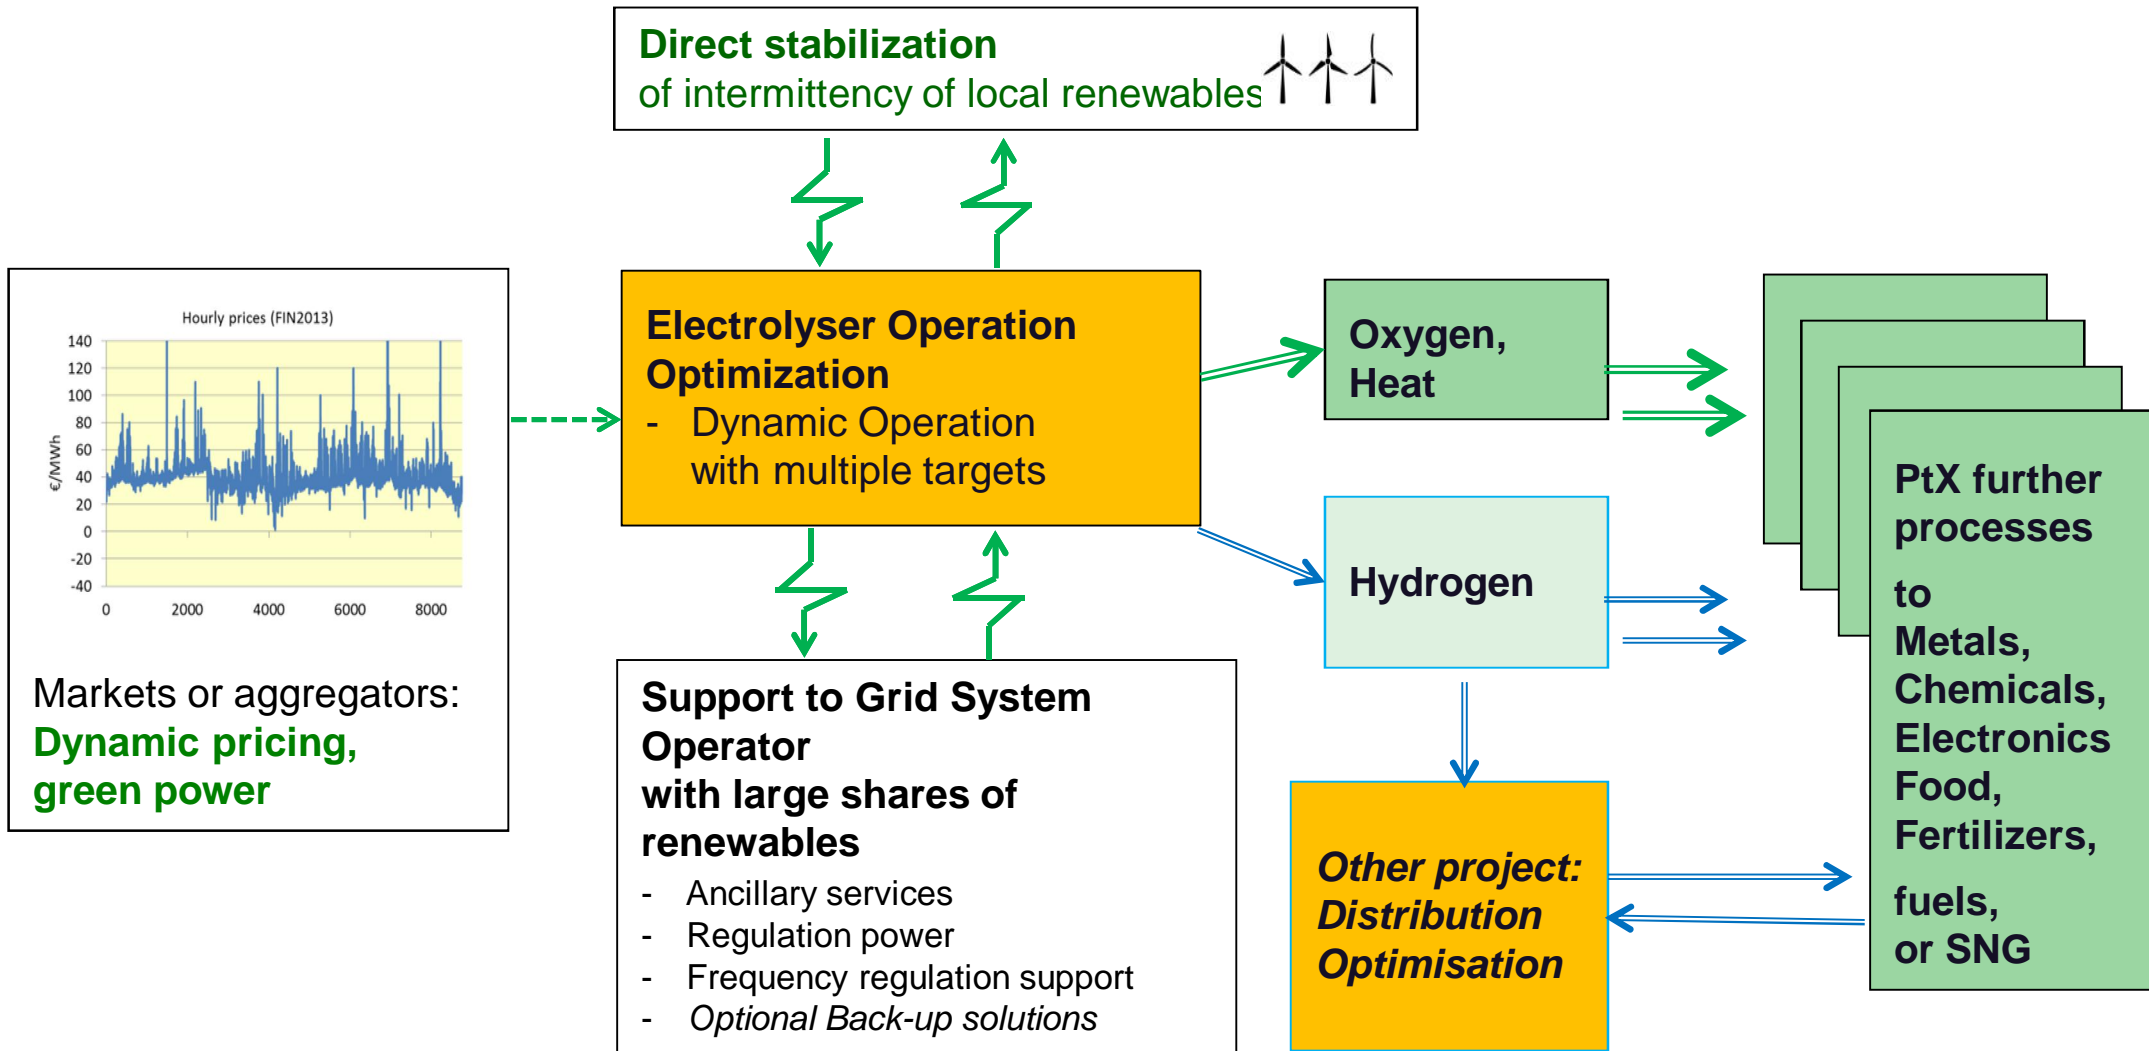 Direct stabilization
of intermittency of local renewables
Hourly prices (FIN2013)
€/MWh
140
120
100
80
60
40
20
0
-20
-40
0 2000 4000 6000 8000
Markets or aggregators:
Dynamic pricing,
green power
Electrolyser Operation
Optimization
- Dynamic Operation
with multiple targets
Support to Grid System
Operator
with large shares of
renewables
- Ancillary services
- Regulation power
- Frequency regulation support
- Optional Back-up solutions
Oxygen,
Heat
Hydrogen
Other project:
Distribution
Optimisation
PtX further
processes
to
Metals,
Chemicals,
Electronics
Food,
Fertilizers,
fuels,
or SNG